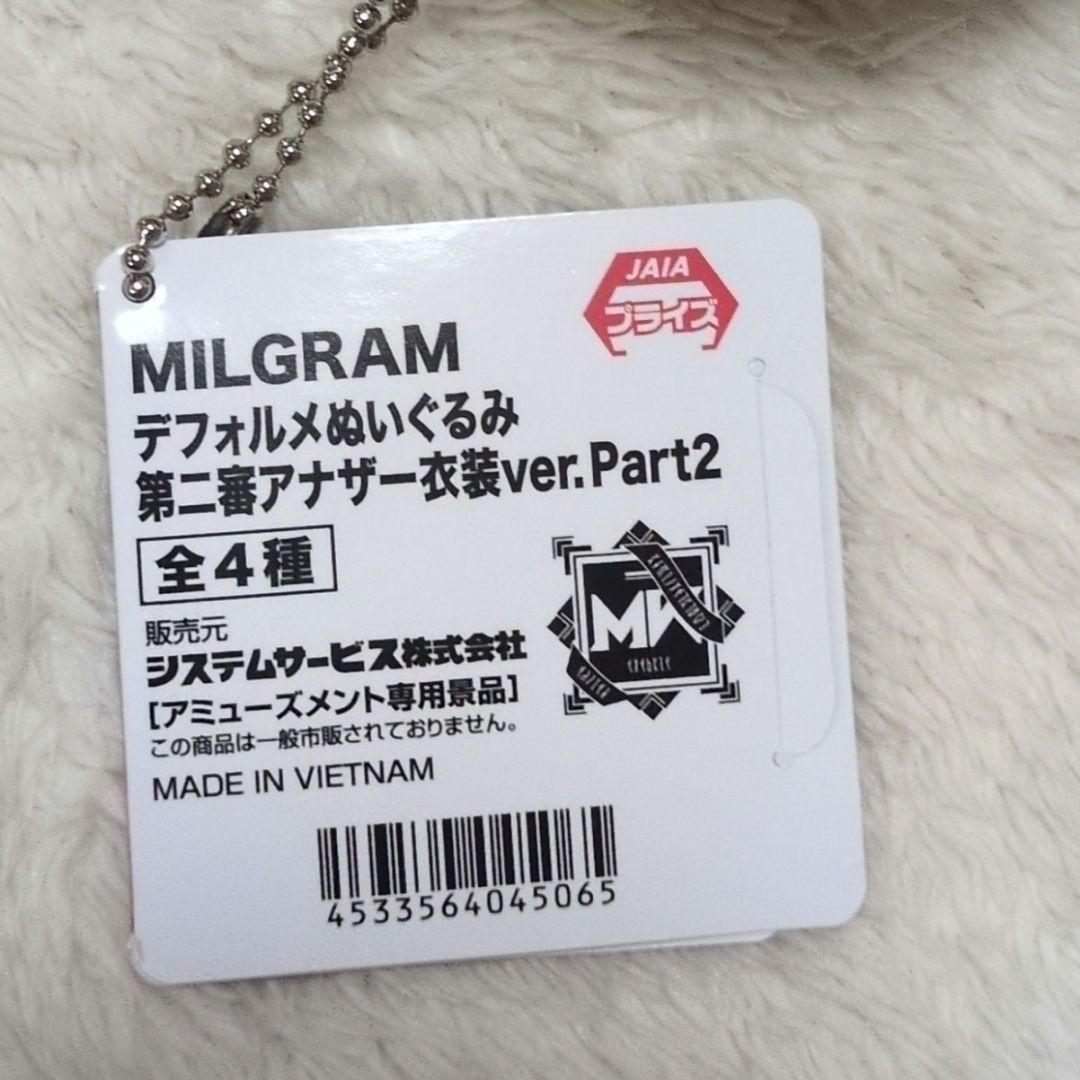 JAIA
プライズ
MILGRAM
デフォルメぬいぐるみ
第二審アナザー衣装ver.Part2
全4種
販売元
システムサービス株式会社
[アミューズメント専用景品]
この商品は一般市販されておりません。
MADE IN VIETNAM
4533564045065